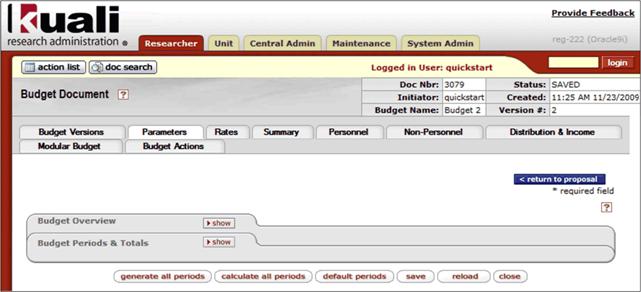 Kuali
research administration ®
Provide Feedback
Researcher Unit Central Admin Maintenance System Admin
reg-222 (Oracle9i)
action list doc search Logged in User: quickstart login
Budget Document ?
Doc Nbr: 3079 Status: SAVED
Initiator: quickstart Created: 11:25 AM 11/23/2009
Budget Name: Budget 2 Version #: 2
Budget Versions Parameters Rates Summary Personnel Non-Personnel Distribution & Income
Modular Budget Budget Actions
< return to proposal
* required field
?
Budget Overview show
Budget Periods & Totals show
generate all periods calculate all periods default periods save reload close